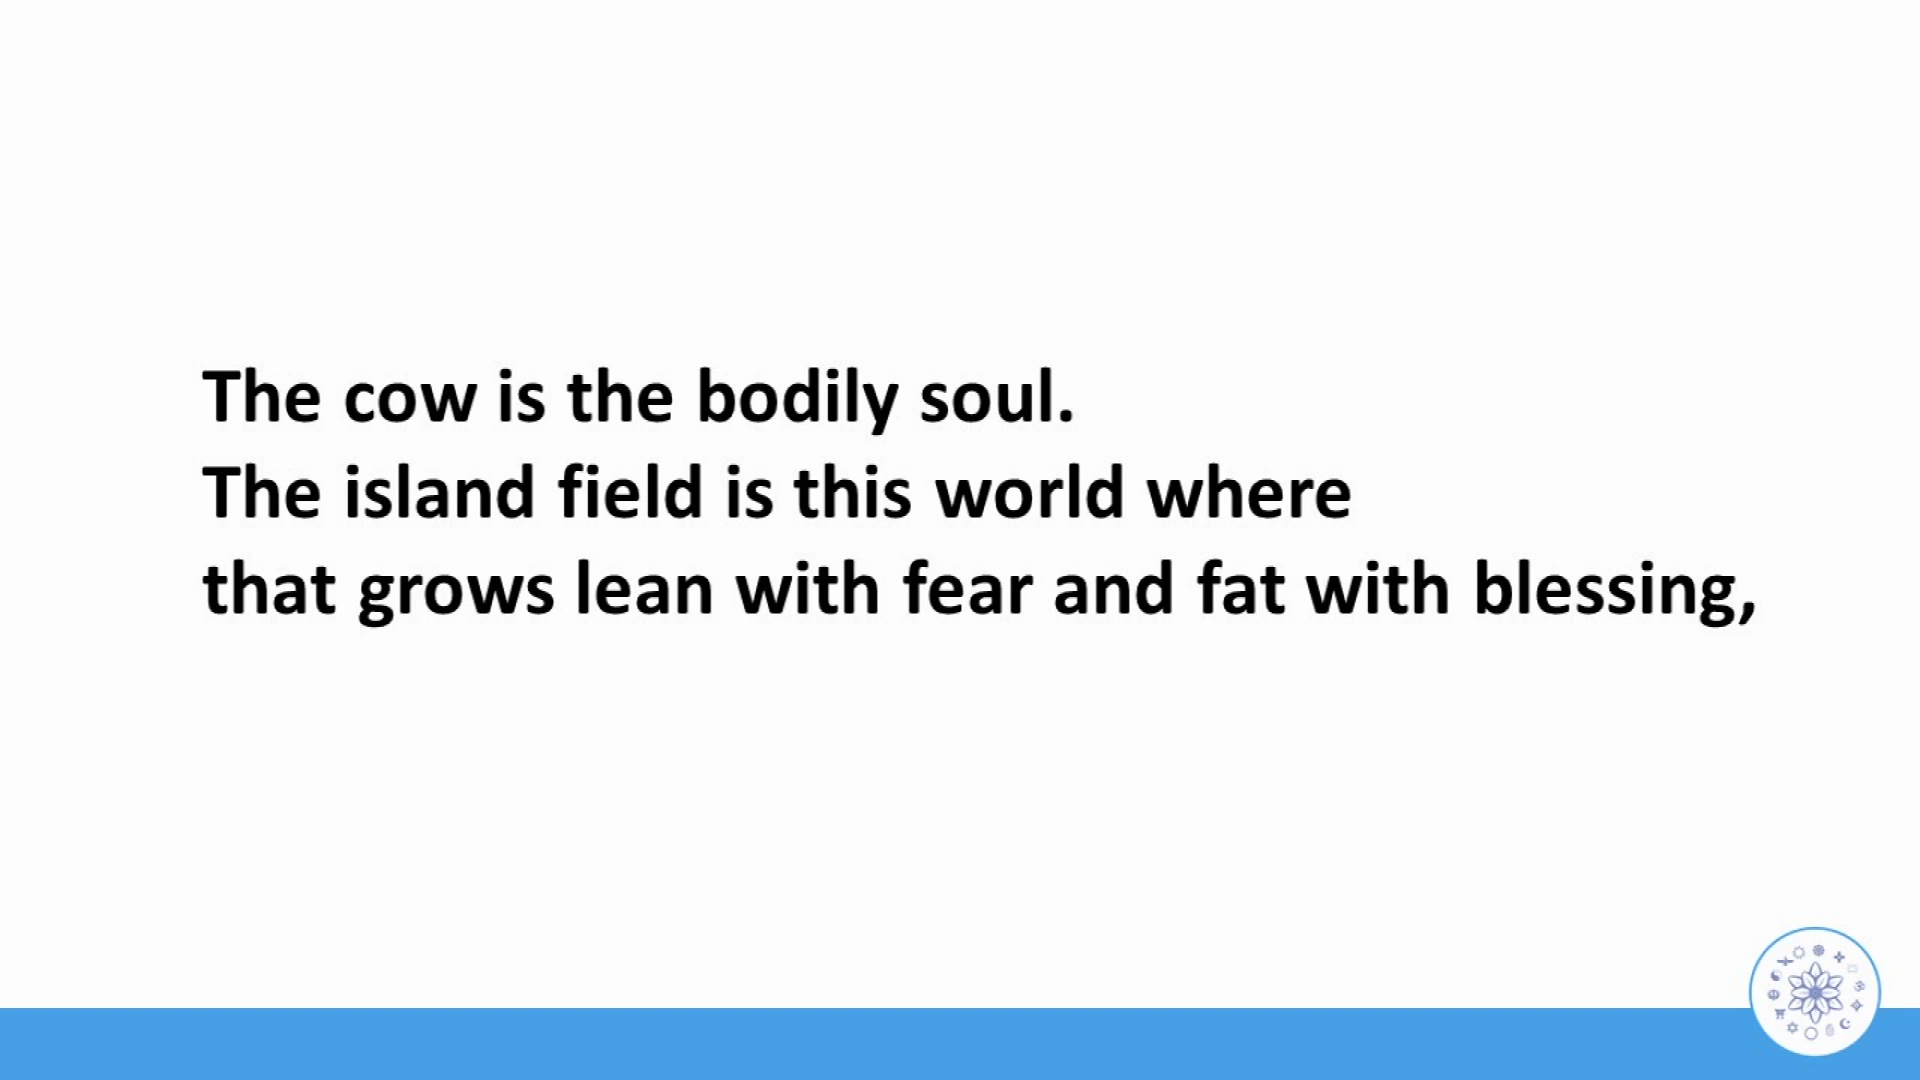 The cow is the bodily soul.
The island field is this world where
that grows lean with fear and fat with blessing,